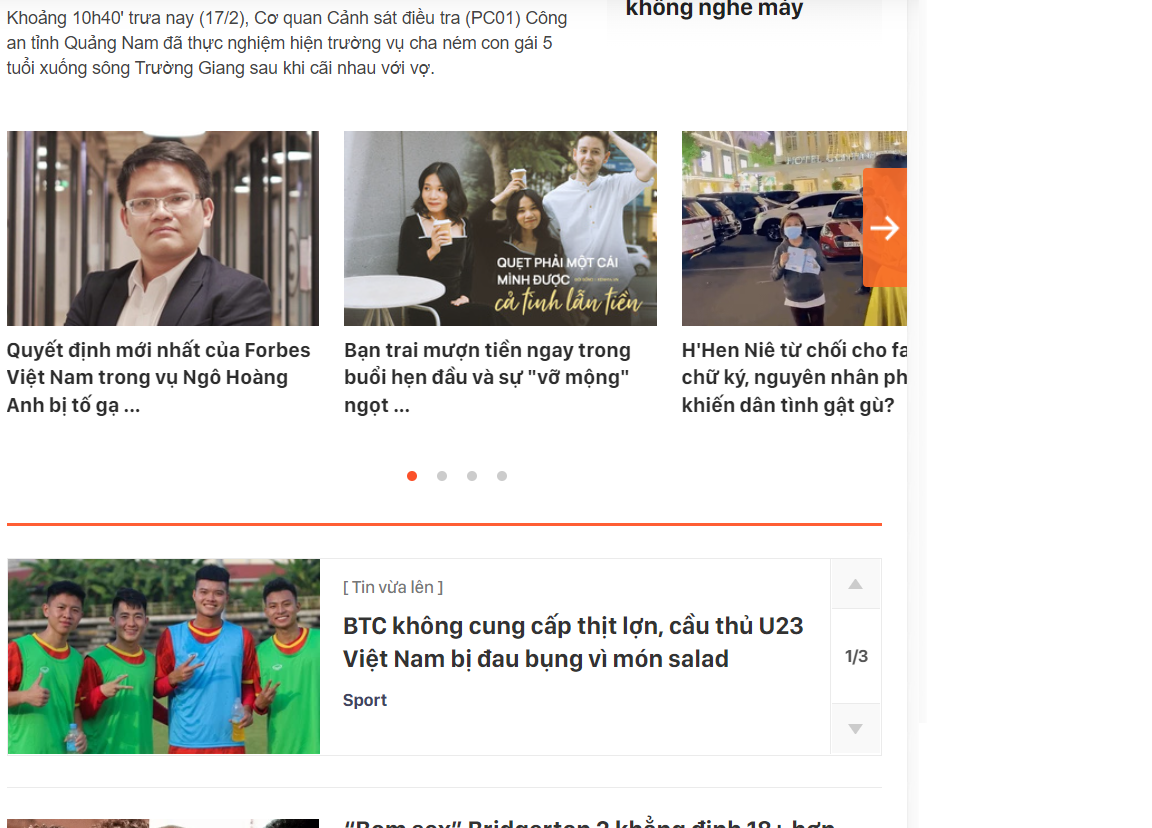 không nghe máy
Khoảng 10h40' trưa nay (17/2), Cơ quan Cảnh sát điều tra (PC01) Công
an tỉnh Quảng Nam đã thực nghiệm hiện trường vụ cha ném con gái 5
tuổi xuống sông Trường Giang sau khi cãi nhau với vợ.
QUẸT PHẢI MỘT CÁI
MÌNH ĐƯỢC
cả tình lẫn tiền
HOTEL CONTINEN
Quyết định mới nhất của Forbes
Việt Nam trong vụ Ngô Hoàng
Anh bị tố gạ ...
Bạn trai mượn tiền ngay trong
buổi hẹn đầu và sự "vỡ mộng"
ngọt ...
H'Hen Niê từ chối cho fa
chữ ký, nguyên nhân ph
khiến dân tình gật gù?
[ Tin vừa lên ]
BTC không cung cấp thịt lợn, cầu thủ U23
Việt Nam bị đau bụng vì món salad
1/3
Sport
“Bom sex” Bridgerton 2 khẳng định 18+ hơn